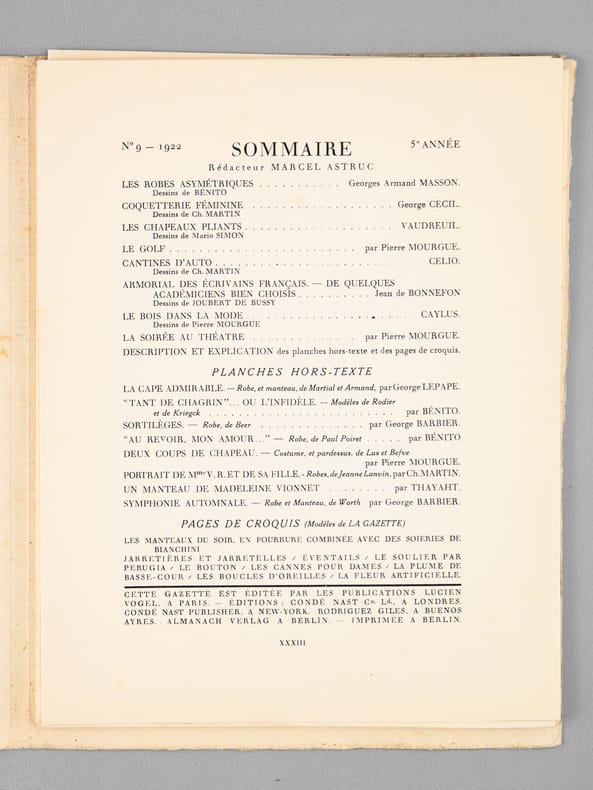 Nº 9 — 1922 SOMMAIRE 5e ANNÉE
Rédacteur MARCEL ASTRUC
LES ROBES ASYMÉTRIQUES . . . . . . . . . . . Georges Armand MASSON.
Dessins de BÉNITO
COQUETTERIE FÉMININE . . . . . . . . . . . . . . . . . . George CECIL.
Dessins de Ch. MARTIN
LES CHAPEAUX PLIANTS . . . . . . . . . . . . . . . . . . . VAUDREUIL.
Dessins de Mario SIMON
LE GOLF . . . . . . . . . . . . . . . . . . . . . . . . par Pierre MOURGUE.
CANTINES D'AUTO . . . . . . . . . . . . . . . . . . . . . . . . . . CELIO.
Dessins de Ch. MARTIN
ARMORIAL DES ÉCRIVAINS FRANÇAIS. — DE QUELQUES
ACADÉMICIENS BIEN CHOISIS . . . . . . . . . . Jean de BONNEFON
Dessins de JOUBERT DE BUSSY
LE BOIS DANS LA MODE . . . . . . . . . . . . . . . . . . . . CAYLUS.
Dessins de Pierre MOURGUE
LA SOIRÉE AU THÉATRE . . . . . . . . . . . . . . par Pierre MOURGUE.
DESCRIPTION ET EXPLICATION des planches hors-texte et des pages de croquis.
PLANCHES HORS-TEXTE
LA CAPE ADMIRABLE. — Robe, et manteau, de Martial et Armand, par George LEPAPE.
"TANT DE CHAGRIN"... OU L'INFIDÈLE. — Modèles de Rodier
et de Kriegck . . . . . . . . . . . . . . . . . . . . . . . . . par BÉNITO.
SORTILÈGES. — Robe, de Beer . . . . . . . . . . . . . . par George BARBIER.
"AU REVOIR, MON AMOUR..." — Robe, de Paul Poiret . . . . . par BÉNITO
DEUX COUPS DE CHAPEAU. — Costume, et pardessus, de Lus et Befve
par Pierre MOURGUE.
PORTRAIT DE Mme V. R. ET DE SA FILLE. - Robes, de Jeanne Lanvin, par Ch. MARTIN.
UN MANTEAU DE MADELEINE VIONNET . . . . . . . . par THAYAHT.
SYMPHONIE AUTOMNALE. — Robe et Manteau, de Worth par George BARBIER.
PAGES DE CROQUIS (Modèles de LA GAZETTE)
LES MANTEAUX DU SOIR, EN FOURRURE COMBINÉE AVEC DES SOIERIES DE
BIANCHINI
JARRETIÈRES ET JARRETELLES / ÉVENTAILS / LE SOULIER PAR
PERUGIA / LE BOUTON / LES CANNES POUR DAMES / LA PLUME DE
BASSE-COUR / LES BOUCLES D'OREILLES / LA FLEUR ARTIFICIELLE.
CETTE GAZETTE EST ÉDITÉE PAR LES PUBLICATIONS LUCIEN
VOGEL, A PARIS. — ÉDITIONS : CONDÉ NAST Co. Ld., A LONDRES.
CONDÉ NAST PUBLISHER, A NEW-YORK. RODRIGUEZ GILES, A BUENOS
AYRES. ALMANACH VERLAG A BERLIN. — IMPRIMÉE A BERLIN.
XXXIII